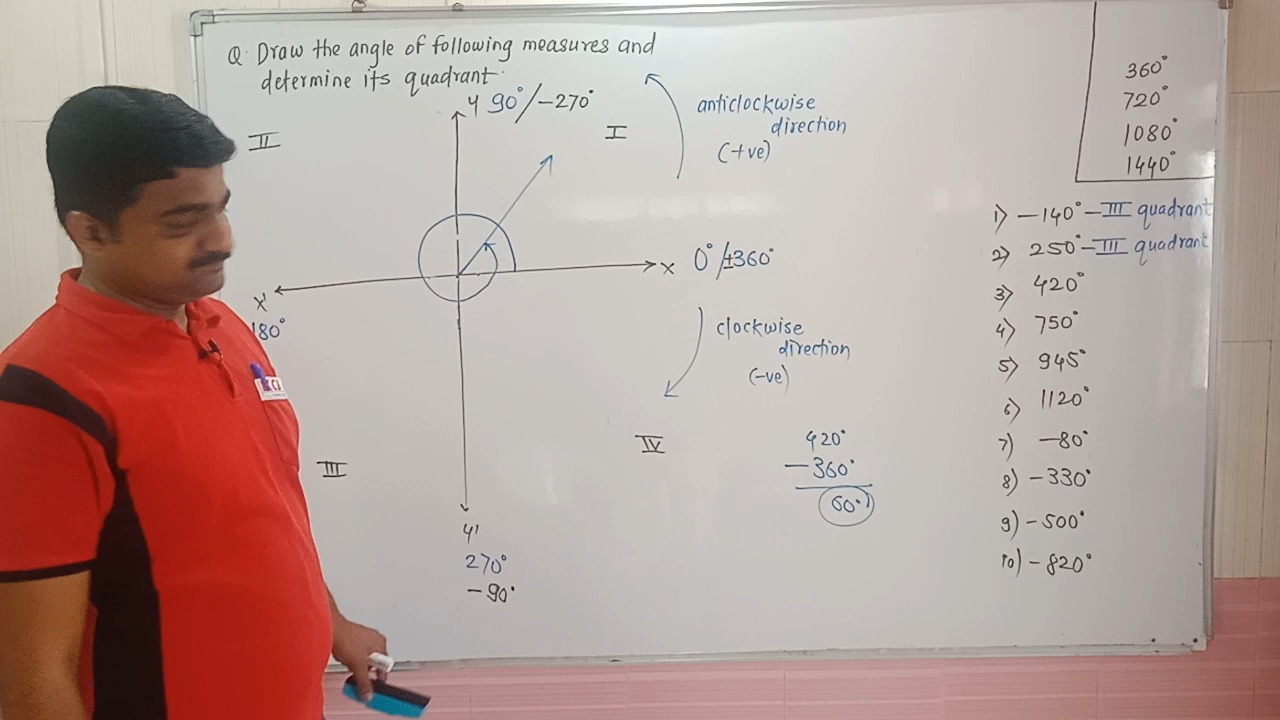 Q. Draw the angle of following measures and
determine its quadrant.
Y 90°/-270°
II
I
anticlockwise
direction
(+ve)
360°
720°
1080°
1440°
X 0°/±360°
X'
180°
clockwise
direction
(-ve)
III
IV
420°
-360°
60°
Y'
270°
-90°
1) -140° - III quadrant
2) 250° - III quadrant
3) 420°
4) 750°
5) 945°
6) 1120°
7) -80°
8) -330°
9) -500°
10) -820°